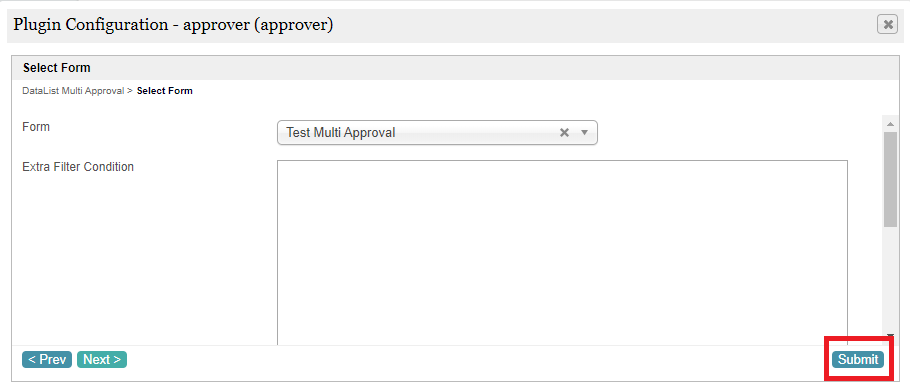 Plugin Configuration - approver (approver)
Select Form
DataList Multi Approval > Select Form
Form
Test Multi Approval
Extra Filter Condition
< Prev Next > Submit